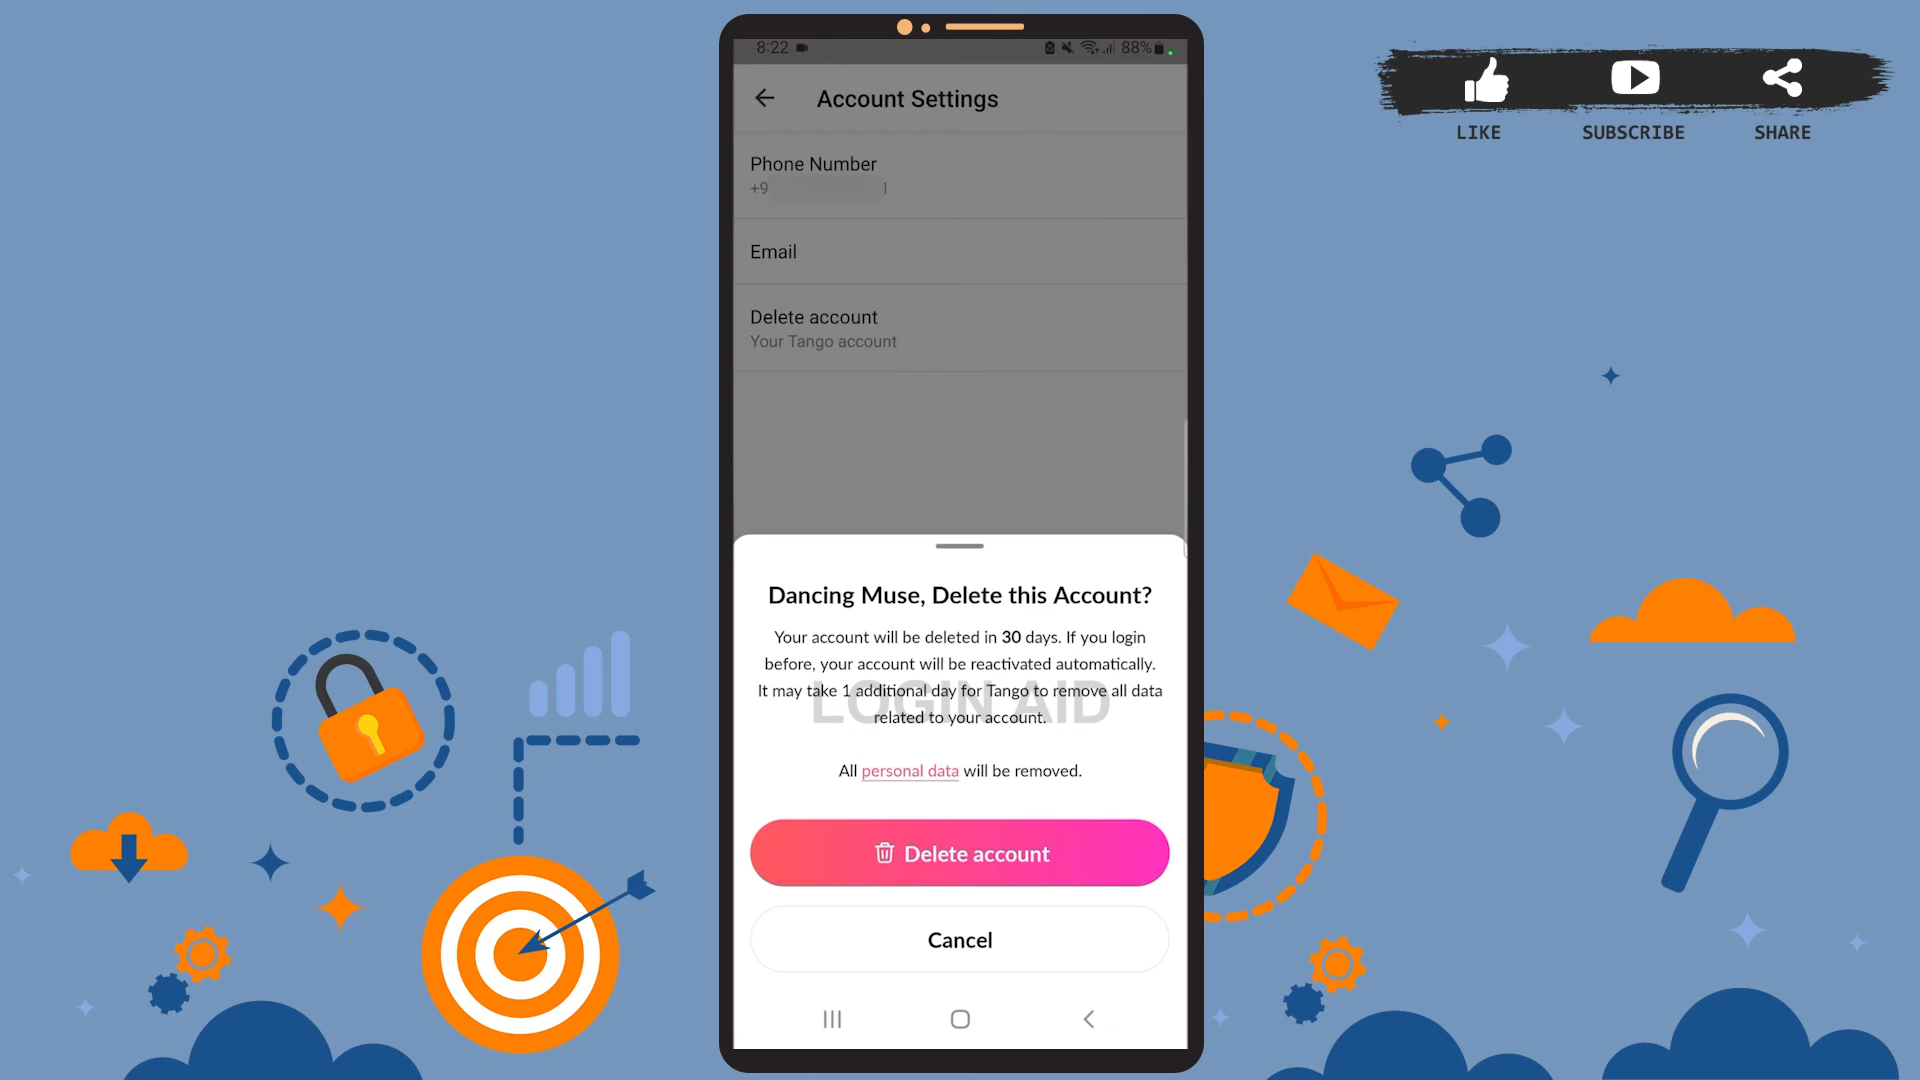 8:22
88%
Account Settings
Phone Number
+9 1
Email
Delete account
Your Tango account
Dancing Muse, Delete this Account?
Your account will be deleted in 30 days. If you login
before, your account will be reactivated automatically.
It may take 1 additional day for Tango to remove all data
related to your account.
LOGIN AID
All personal data will be removed.
Delete account
Cancel
LIKE
SUBSCRIBE
SHARE